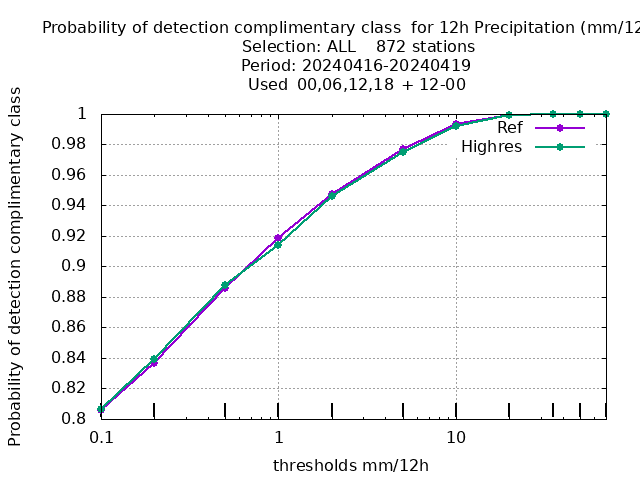 Probability of detection complimentary class  for 12h Precipitation (mm/12
Selection: ALL    872 stations
Period: 20240416-20240419
Used  00,06,12,18  + 12-00
Probability of detection complimentary class
1
0.98
0.96
0.94
0.92
0.9
0.88
0.86
0.84
0.82
0.8
0.1
1
10
Ref
Highres
thresholds mm/12h